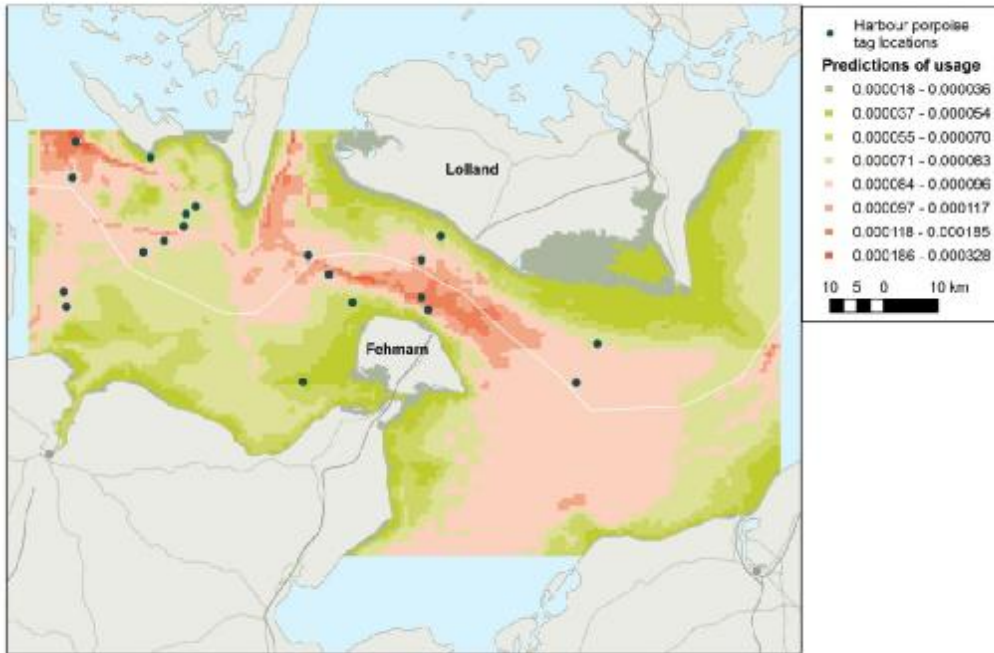 Lolland
Fehmarn
Harbour porpoise
tag locations
Predictions of usage
0.000018 - 0.000036
0.000037 - 0.000054
0.000055 - 0.000070
0.000071 - 0.000083
0.000084 - 0.000096
0.000097 - 0.000117
0.000118 - 0.000185
0.000186 - 0.000328
10 5 0 10 km